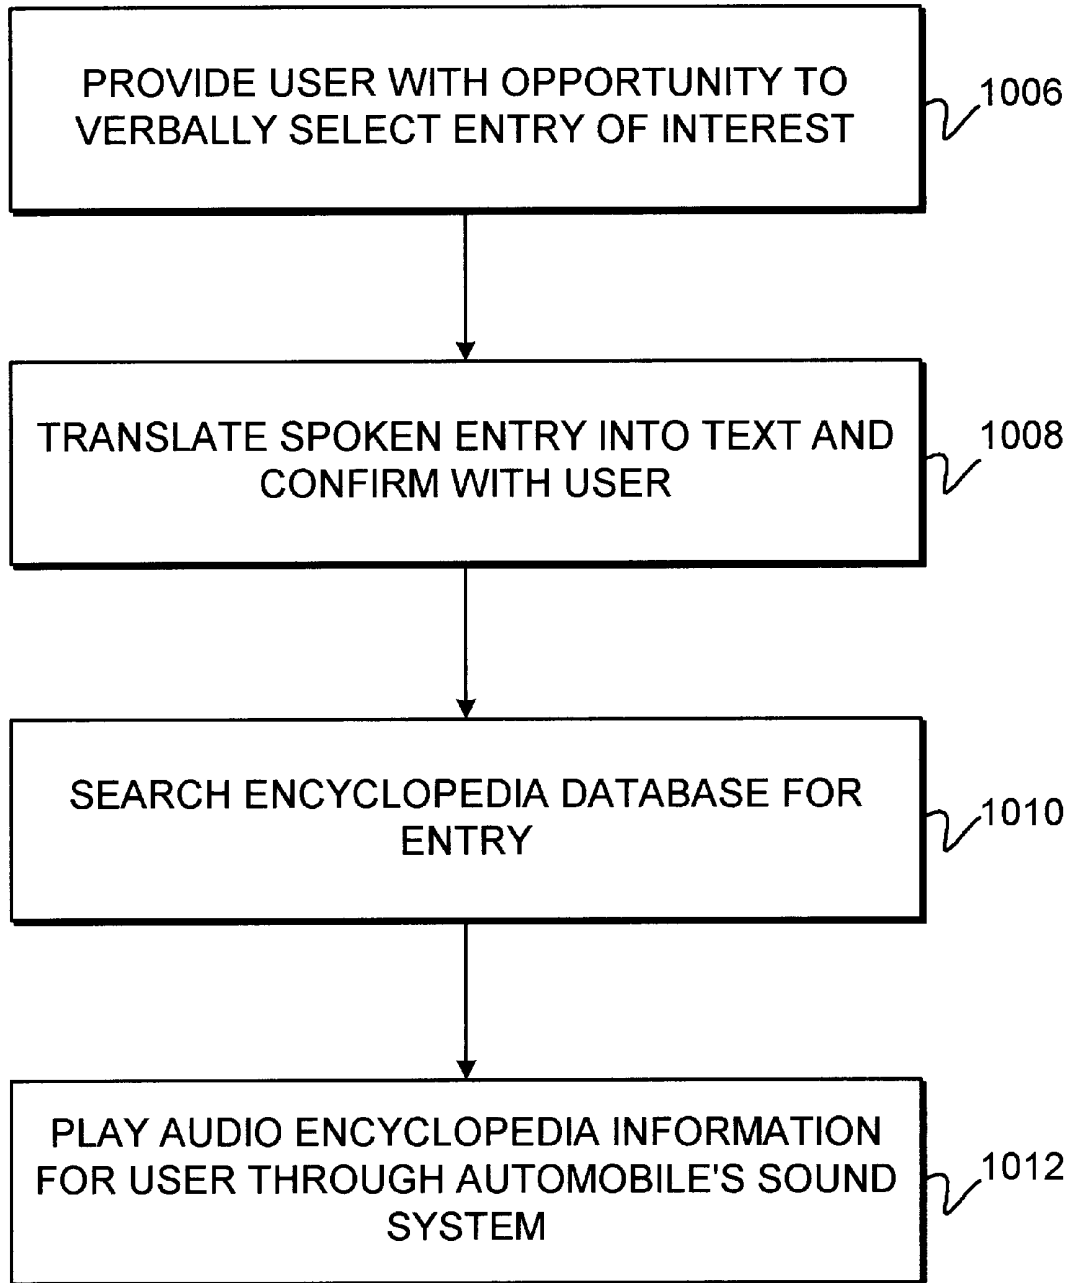 PROVIDE USER WITH OPPORTUNITY TO
VERBALLY SELECT ENTRY OF INTEREST
1006
TRANSLATE SPOKEN ENTRY INTO TEXT AND
CONFIRM WITH USER
1008
SEARCH ENCYCLOPEDIA DATABASE FOR
ENTRY
1010
PLAY AUDIO ENCYCLOPEDIA INFORMATION
FOR USER THROUGH AUTOMOBILE'S SOUND
SYSTEM
1012